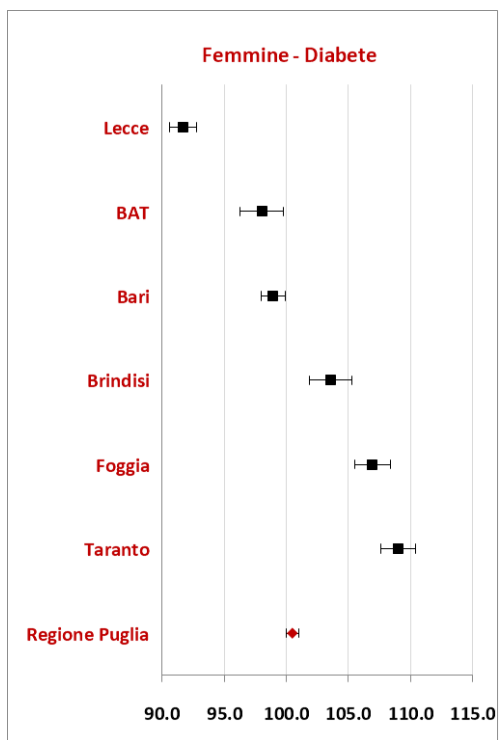 Femmine - Diabete
Lecce
BAT
Bari
Brindisi
Foggia
Taranto
Regione Puglia
90.0 95.0 100.0 105.0 110.0 115.0